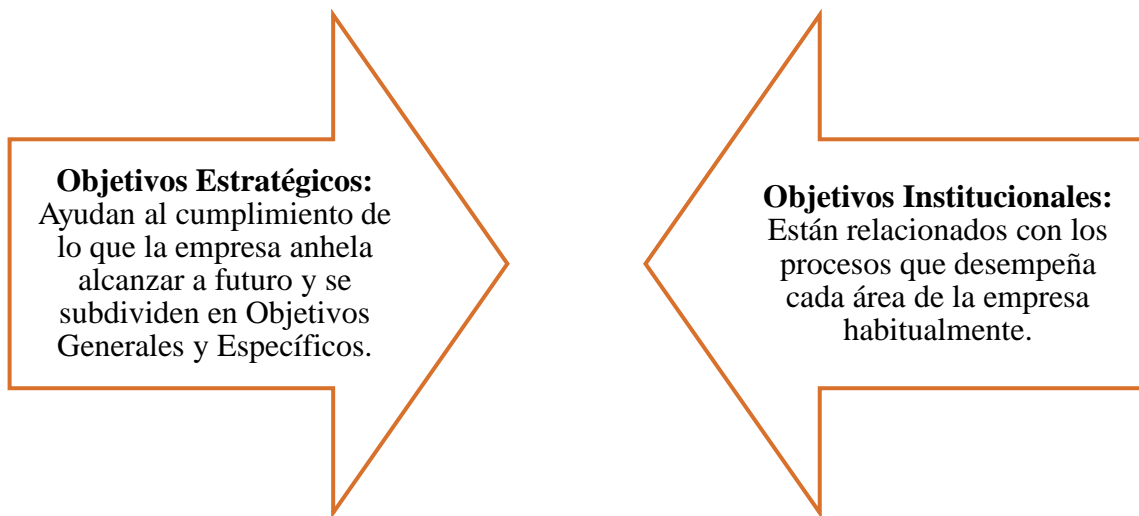 Objetivos Estratégicos:
Ayudan al cumplimiento de
lo que la empresa anhela
alcanzar a futuro y se
subdividen en Objetivos
Generales y Específicos.
Objetivos Institucionales:
Están relacionados con los
procesos que desempeña
cada área de la empresa
habitualmente.